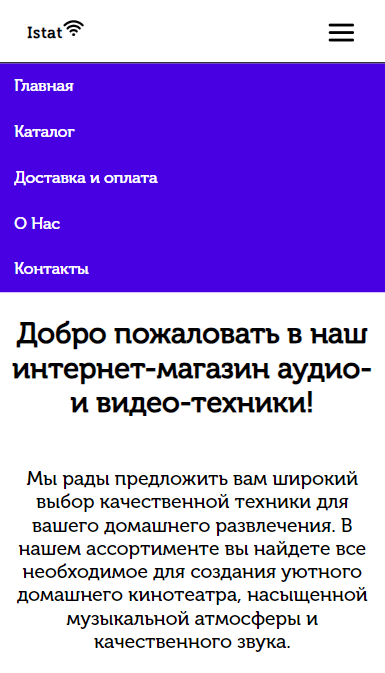 Istat
Главная
Каталог
Доставка и оплата
О Нас
Контакты
Добро пожаловать в наш
интернет-магазин аудио-
и видео-техники!
Мы рады предложить вам широкий
выбор качественной техники для
вашего домашнего развлечения. В
нашем ассортименте вы найдете все
необходимое для создания уютного
домашнего кинотеатра, насыщенной
музыкальной атмосферы и
качественного звука.